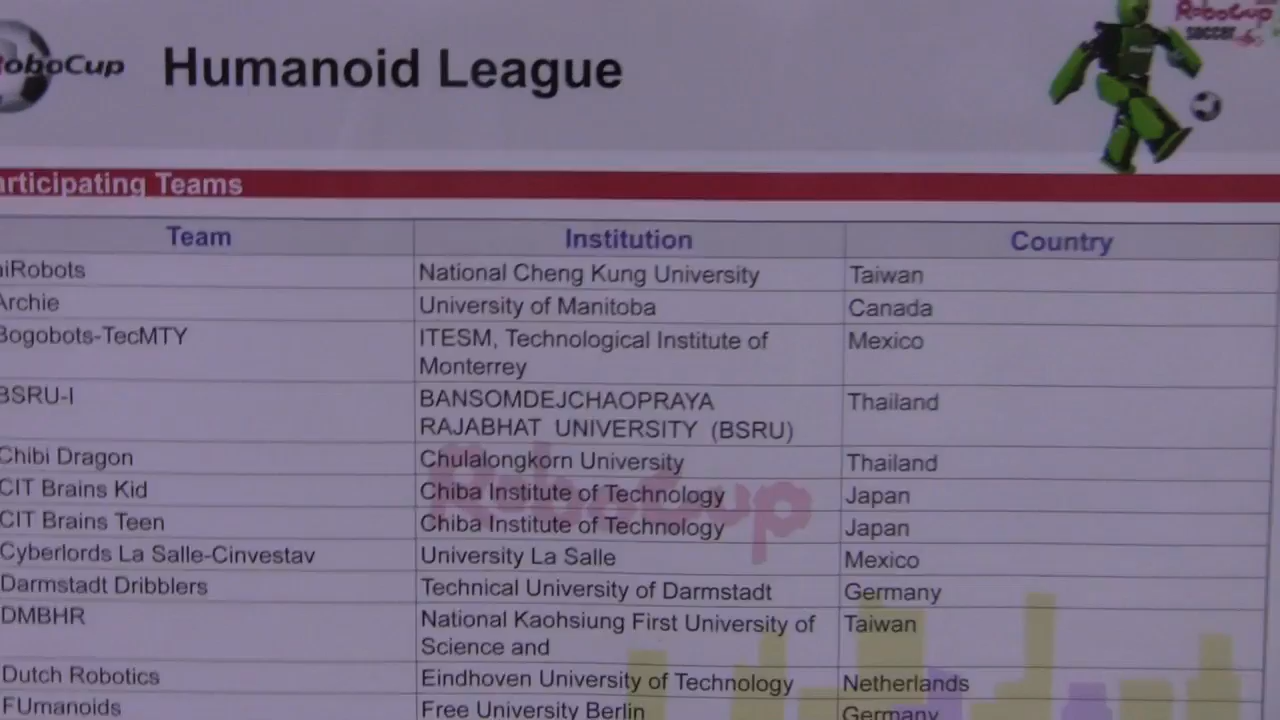 RoboCup Humanoid League
RoboCup
soccer
articipating Teams
Team Institution Country
iRobots National Cheng Kung University Taiwan
Archie University of Manitoba Canada
Bogobots-TecMTY ITESM, Technological Institute of Mexico
Monterrey
BSRU-I BANSOMDEJCHAOPRAYA Thailand
RAJABHAT UNIVERSITY (BSRU)
Chibi Dragon Chulalongkorn University Thailand
CIT Brains Kid Chiba Institute of Technology Japan
CIT Brains Teen Chiba Institute of Technology Japan
RoboCup
Cyberlords La Salle-Cinvestav University La Salle Mexico
Darmstadt Dribblers Technical University of Darmstadt Germany
DMBHR National Kaohsiung First University of Taiwan
Science and
Dutch Robotics Eindhoven University of Technology Netherlands
FUmanoids Free University Berlin Germany